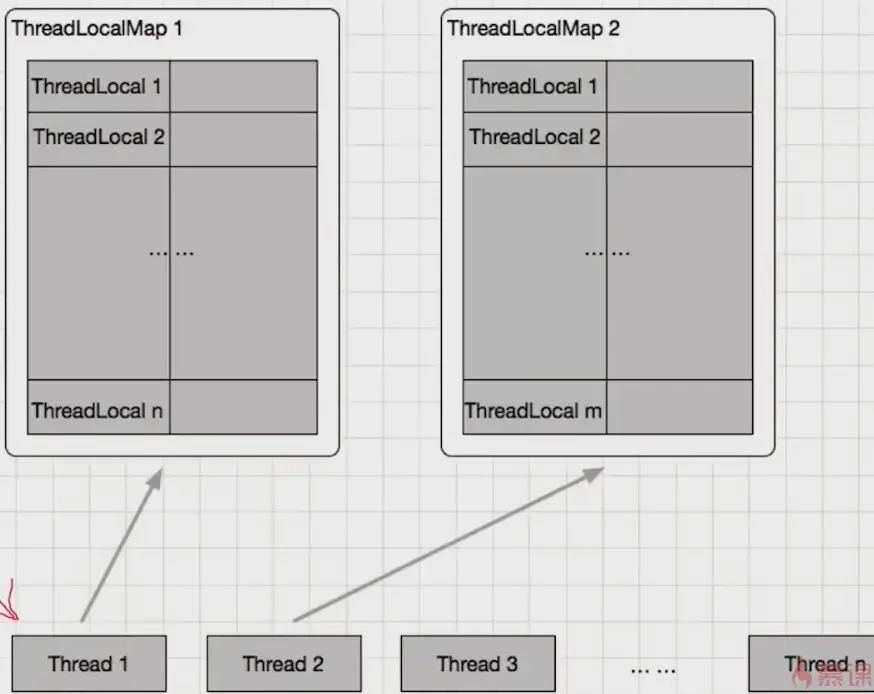 ThreadLocalMap 1
ThreadLocal 1
ThreadLocal 2
... ...
ThreadLocal n
ThreadLocalMap 2
ThreadLocal 1
ThreadLocal 2
... ...
ThreadLocal m
Thread 1
Thread 2
Thread 3
... ...
Thread n
慕课